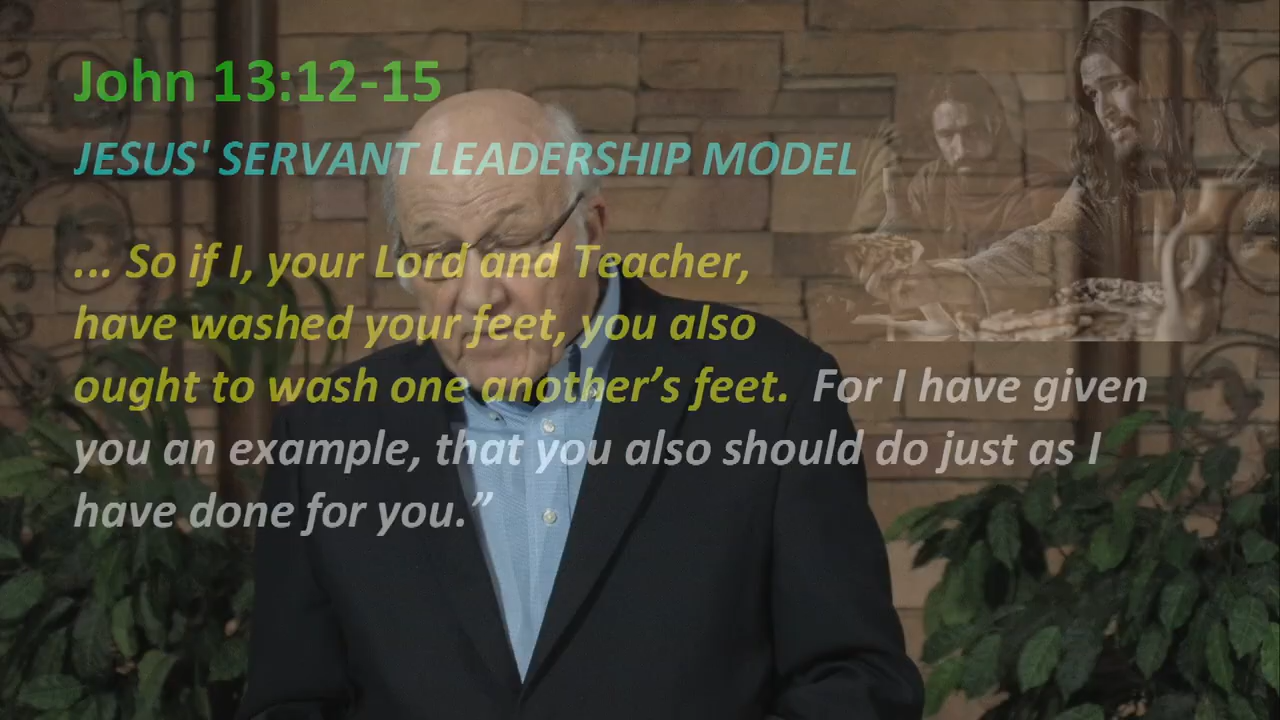 John 13:12-15
JESUS' SERVANT LEADERSHIP MODEL
... So if I, your Lord and Teacher,
have washed your feet, you also
ought to wash one another’s feet. For I have given
you an example, that you also should do just as I
have done for you.”